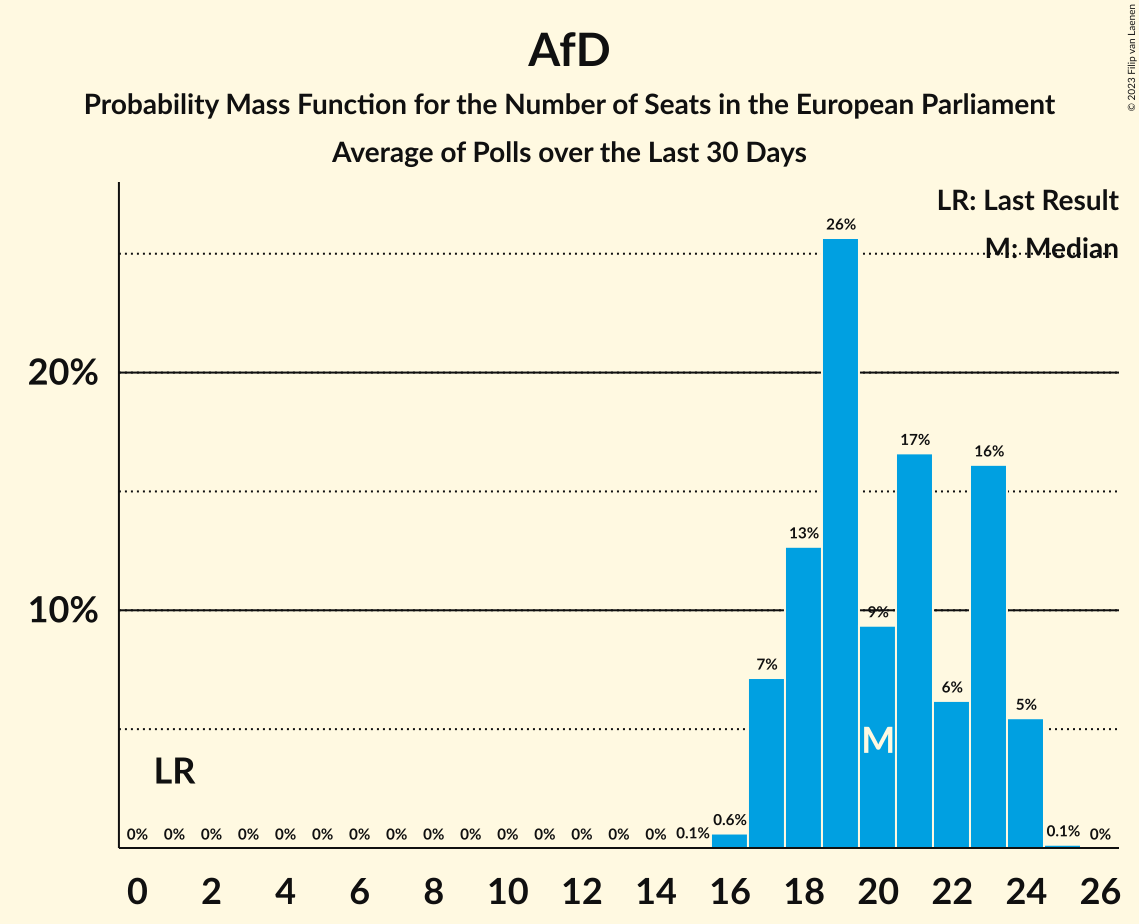 AfD
Probability Mass Function for the Number of Seats in the European Parliament
Average of Polls over the Last 30 Days
© 2023 Filip van Laenen
LR: Last Result
M: Median
26%
20%
17%
16%
13%
10%
9%
7%
6%
5%
M
LR
0% 0% 0% 0% 0% 0% 0% 0% 0% 0% 0% 0% 0% 0% 0% 0.1% 0.6% 0.1% 0%
0 2 4 6 8 10 12 14 16 18 20 22 24 26